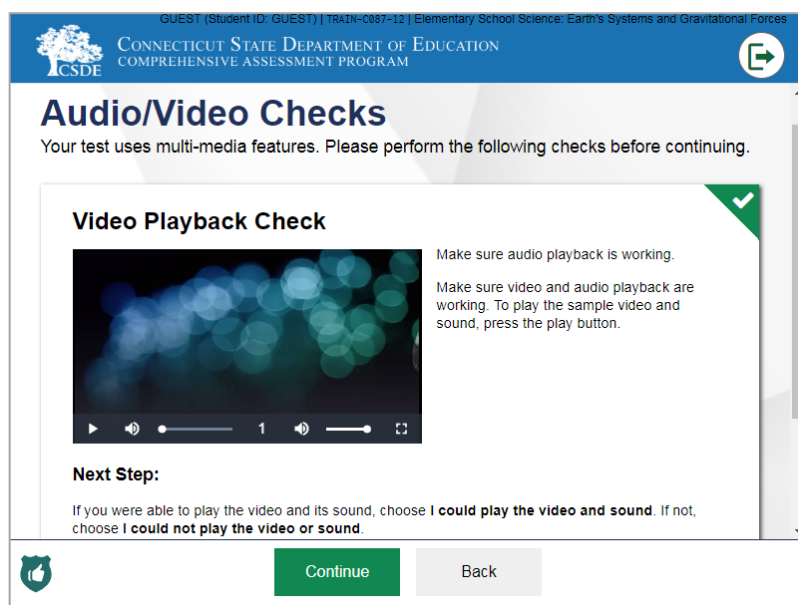 GUEST (Student ID: GUEST) | TRAIN-C087-12 | Elementary School Science: Earth's Systems and Gravitational Forces
CSDE
CONNECTICUT STATE DEPARTMENT OF EDUCATION
COMPREHENSIVE ASSESSMENT PROGRAM
Audio/Video Checks
Your test uses multi-media features. Please perform the following checks before continuing.
Video Playback Check
Make sure audio playback is working.
Make sure video and audio playback are
working. To play the sample video and
sound, press the play button.
1
Next Step:
If you were able to play the video and its sound, choose I could play the video and sound. If not,
choose I could not play the video or sound.
Continue
Back